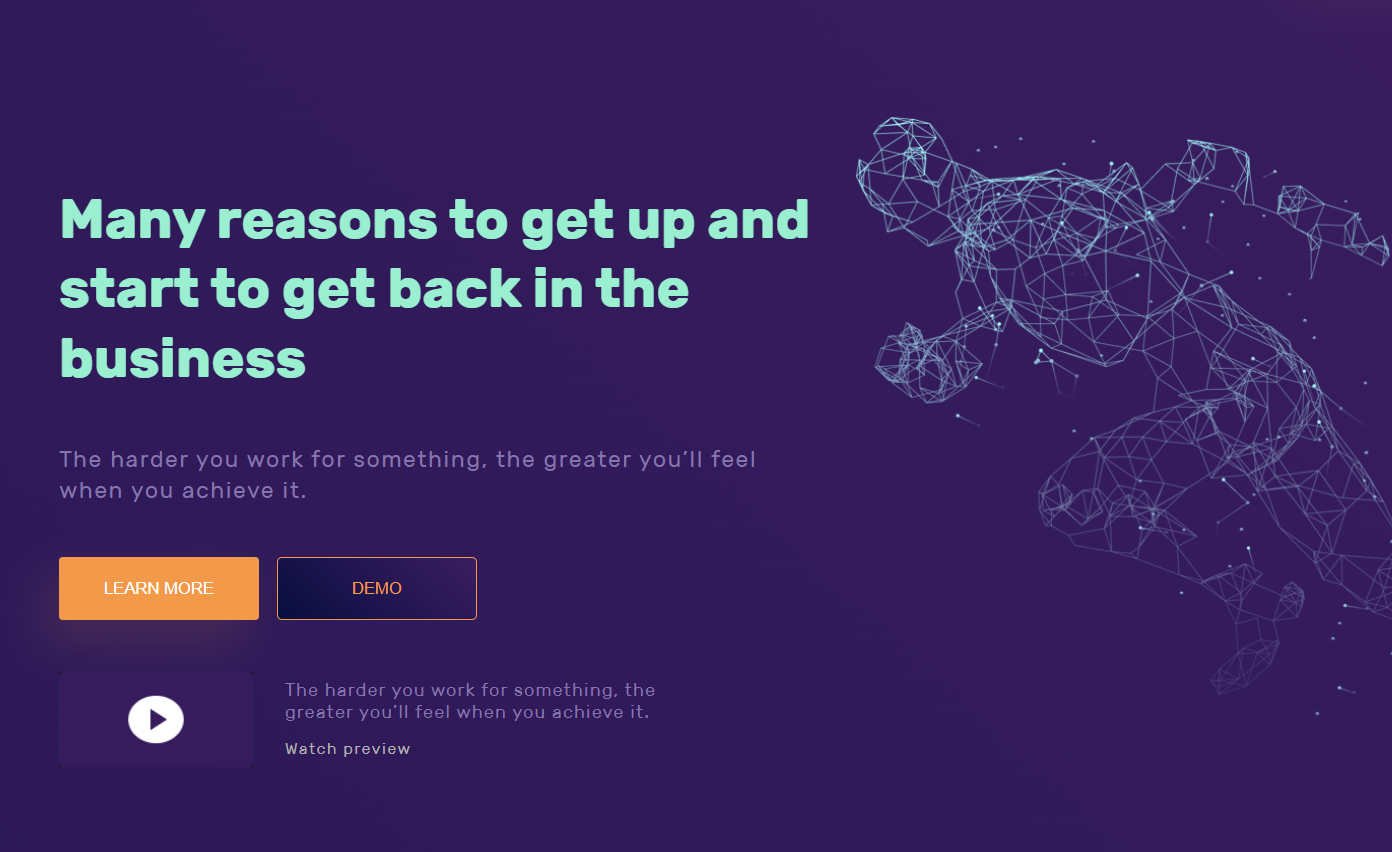 Many reasons to get up and
start to get back in the
business
The harder you work for something, the greater you’ll feel
when you achieve it.
LEARN MORE
DEMO
The harder you work for something, the
greater you’ll feel when you achieve it.
Watch preview